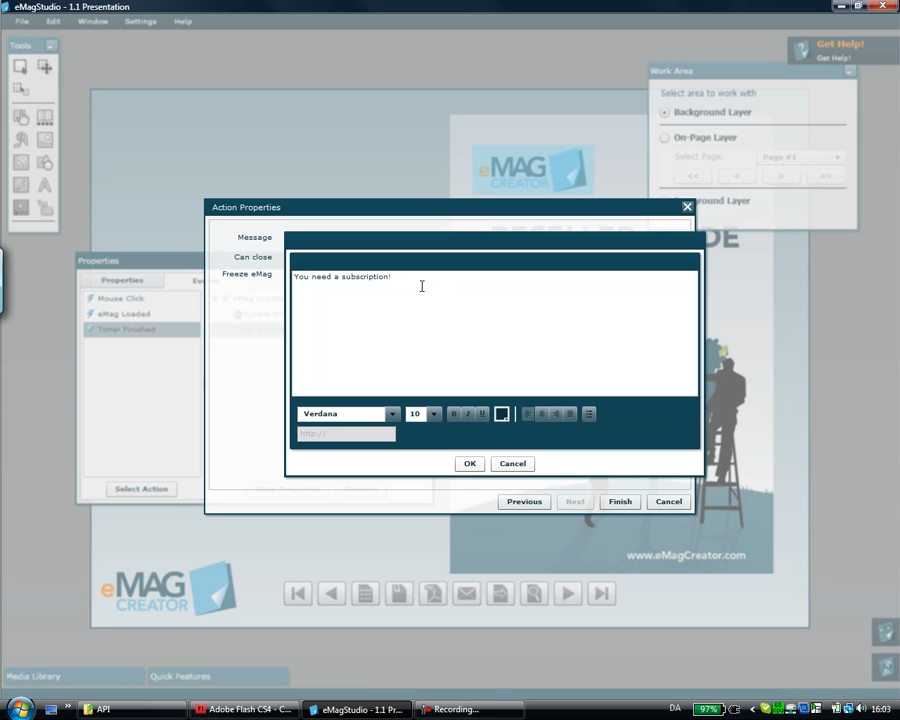 eMagStudio - 1.1 Presentation
File Edit Window Settings Help
Tools
Get Help!
Get Help!
Work Area
Select area to work with
Background Layer
On-Page Layer
Select Page: Page #1
<< < > >>
eMAG
CREATOR
Action Properties
Message
Can close
Freeze eMag
You need a subscription!
Verdana 10 B I U
http://
OK Cancel
Previous Next Finish Cancel
Properties
Properties
Mouse Click
eMag Loaded
Timer Finished
Select Action
www.eMagCreator.com
eMAG
CREATOR
Media Library Quick Features
API Adobe Flash CS4 - C... eMagStudio - 1.1 Pr... Recording... DA 97% 16:03